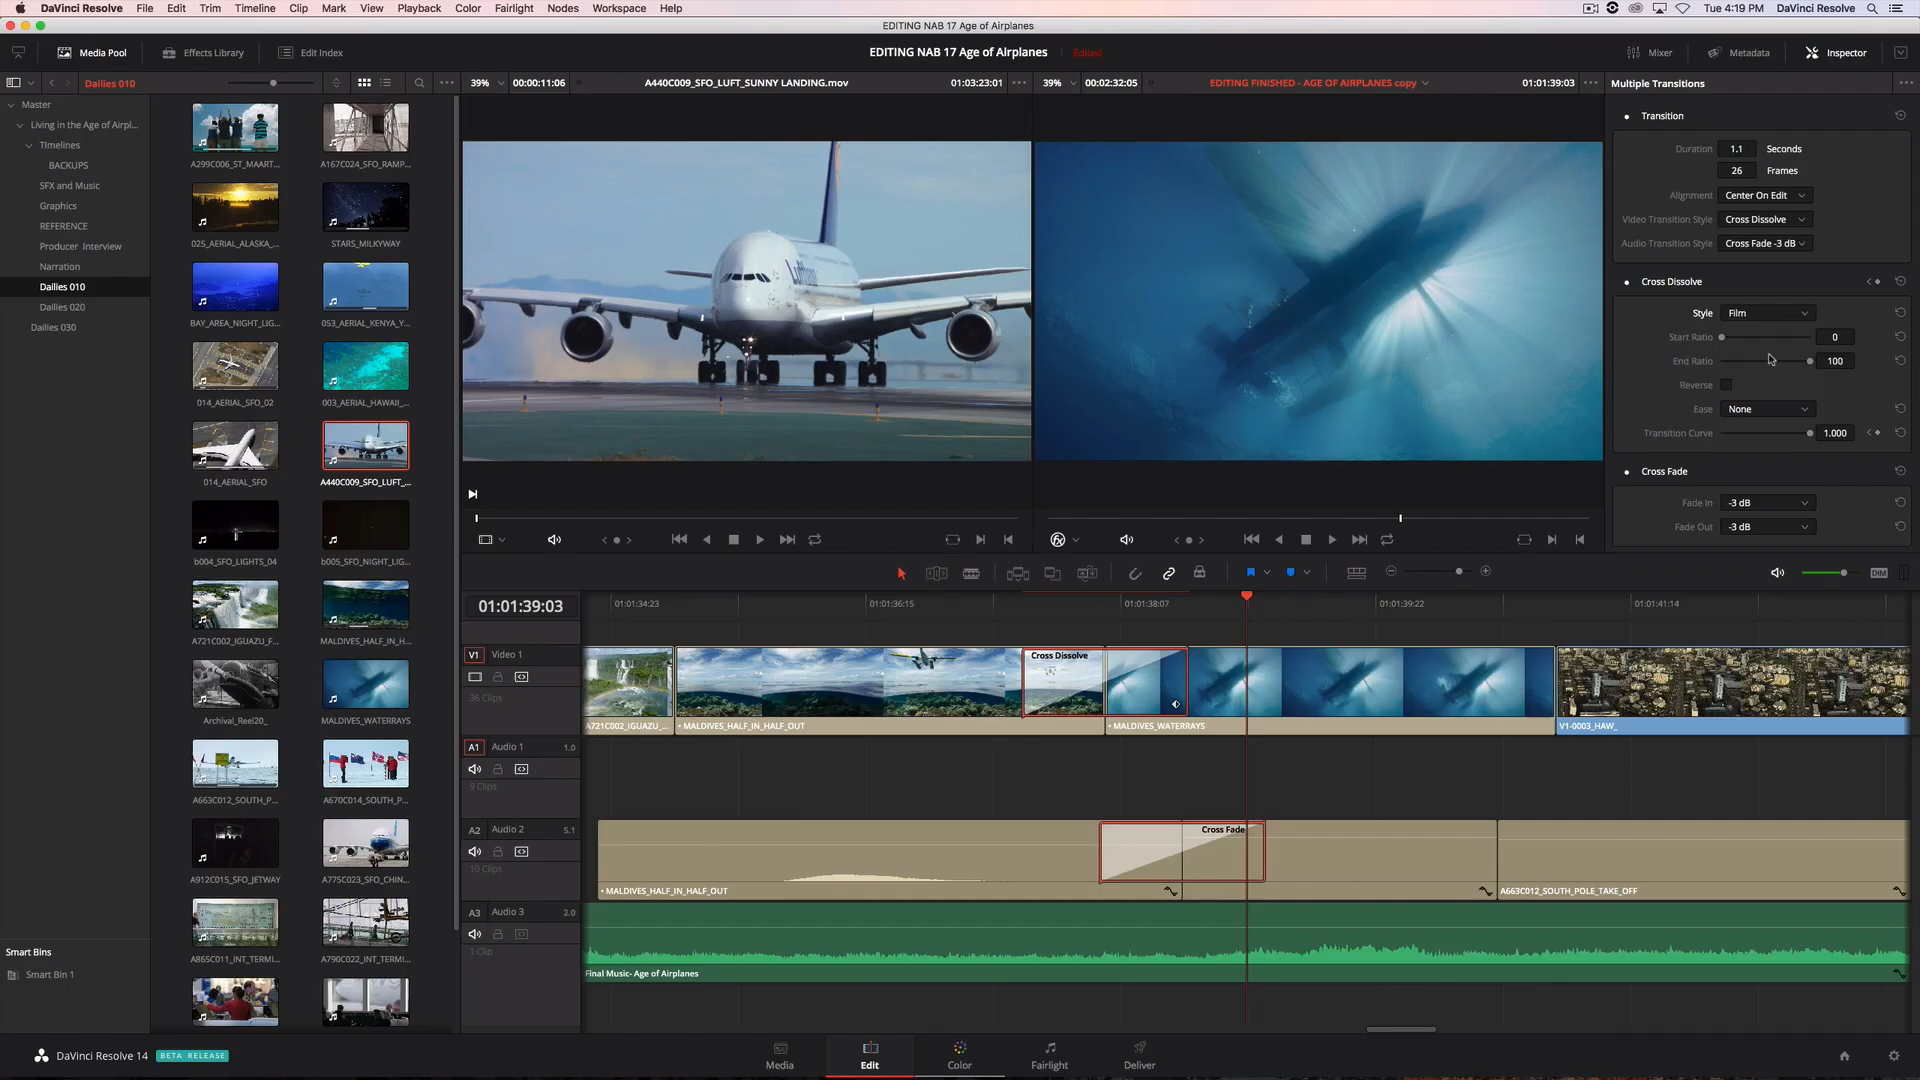 DaVinci Resolve File Edit Trim Timeline Clip Mark View Playback Color Fairlight Nodes Workspace Help Tue 4:19 PM DaVinci Resolve
EDITING NAB 17 Age of Airplanes
Media Pool Effects Library Edit Index EDITING NAB 17 Age of Airplanes Edited Mixer Metadata Inspector
Dailies 010 39% 00:00:11:06 A440C009_SFO_LUFT_SUNNY LANDING.mov 01:03:23:01 39% 00:02:32:05 EDITING FINISHED - AGE OF AIRPLANES copy 01:01:39:03 Multiple Transitions
Master
Living in the Age of Airpl...
Timelines
BACKUPS
SFX and Music
Graphics
REFERENCE
Producer Interview
Narration
Dailies 010
Dailies 020
Dailies 030
Smart Bins
Smart Bin 1
A299C006_ST_MAART... A167C024_SFO_RAMP...
025_AERIAL_ALASKA_... STARS_MILKYWAY
BAY_AREA_NIGHT_LIG... 053_AERIAL_KENYA_Y...
014_AERIAL_SFO_02 003_AERIAL_HAWAII_...
014_AERIAL_SFO A440C009_SFO_LUFT_...
b004_SFO_LIGHTS_04 b005_SFO_NIGHT_LIG...
A721C002_IGUAZU_F... MALDIVES_HALF_IN_H...
Archival_Reel20_ MALDIVES_WATERRAYS
A663C012_SOUTH_P... A670C014_SOUTH_P...
A912C015_SFO_JETWAY A775C023_SFO_CHIN...
A865C011_INT_TERMI... A790C022_INT_TERMI...
Transition
Duration 1.1 Seconds
26 Frames
Alignment Center On Edit
Video Transition Style Cross Dissolve
Audio Transition Style Cross Fade -3 dB
Cross Dissolve
Style Film
Start Ratio 0
End Ratio 100
Reverse
Ease None
Transition Curve 1.000
Cross Fade
Fade In -3 dB
Fade Out -3 dB
DIM
01:01:39:03 01:01:34:23 01:01:36:15 01:01:38:07 01:01:39:22 01:01:41:14
V1 Video 1 Cross Dissolve
36 Clips
A721C002_IGUAZU_... • MALDIVES_HALF_IN_HALF_OUT • MALDIVES_WATERRAYS V1-0003_HAW_
A1 Audio 1 1.0
9 Clips
A2 Audio 2 5.1 Cross Fade
10 Clips
• MALDIVES_HALF_IN_HALF_OUT A663C012_SOUTH_POLE_TAKE_OFF
A3 Audio 3 2.0
1 Clip
Final Music- Age of Airplanes
DaVinci Resolve 14 BETA RELEASE Media Edit Color Fairlight Deliver